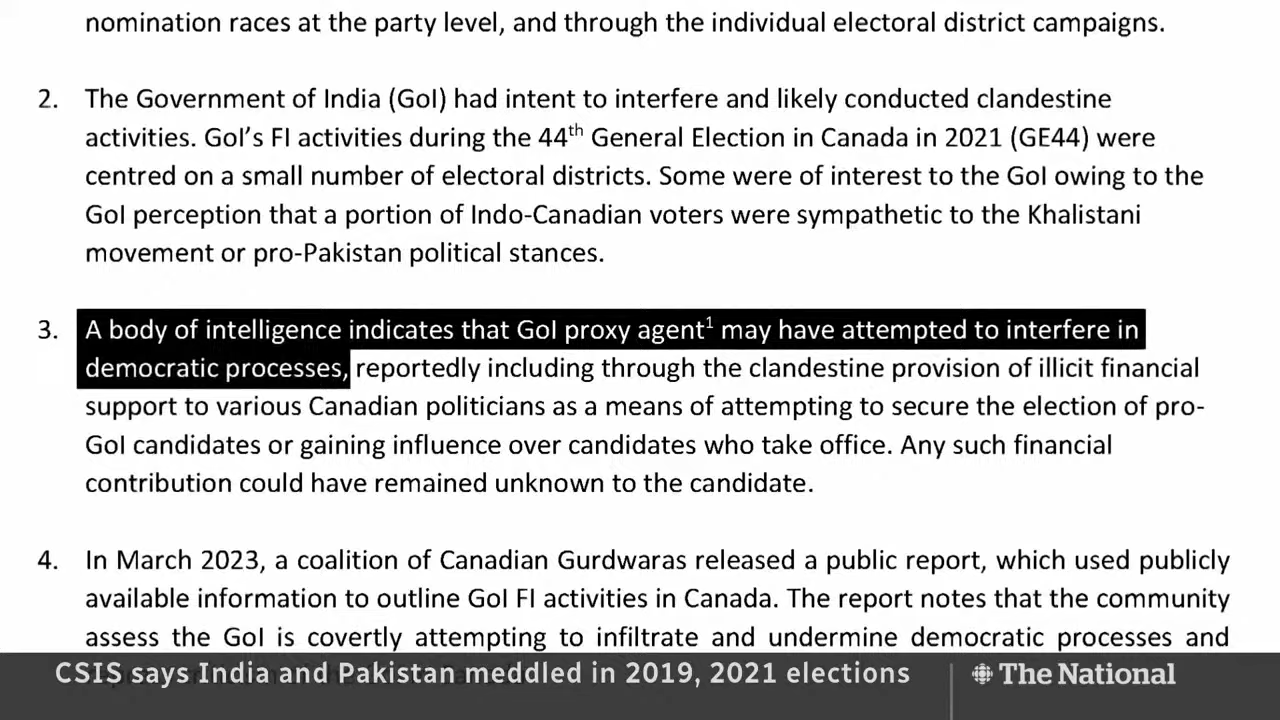 nomination races at the party level, and through the individual electoral district campaigns.
2. The Government of India (GoI) had intent to interfere and likely conducted clandestine
activities. GoI’s FI activities during the 44th General Election in Canada in 2021 (GE44) were
centred on a small number of electoral districts. Some were of interest to the GoI owing to the
GoI perception that a portion of Indo-Canadian voters were sympathetic to the Khalistani
movement or pro-Pakistan political stances.
3. A body of intelligence indicates that GoI proxy agent1 may have attempted to interfere in
democratic processes, reportedly including through the clandestine provision of illicit financial
support to various Canadian politicians as a means of attempting to secure the election of pro-
GoI candidates or gaining influence over candidates who take office. Any such financial
contribution could have remained unknown to the candidate.
4. In March 2023, a coalition of Canadian Gurdwaras released a public report, which used publicly
available information to outline GoI FI activities in Canada. The report notes that the community
assess the GoI is covertly attempting to infiltrate and undermine democratic processes and
CSIS says India and Pakistan meddled in 2019, 2021 elections
The National